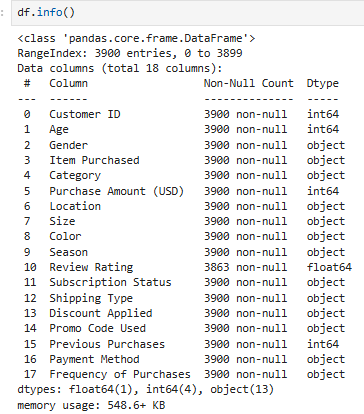 : df.info()
<class 'pandas.core.frame.DataFrame'>
RangeIndex: 3900 entries, 0 to 3899
Data columns (total 18 columns):
 #   Column                  Non-Null Count  Dtype
---  ------                  --------------  -----
 0   Customer ID             3900 non-null   int64
 1   Age                     3900 non-null   int64
 2   Gender                  3900 non-null   object
 3   Item Purchased          3900 non-null   object
 4   Category                3900 non-null   object
 5   Purchase Amount (USD)   3900 non-null   int64
 6   Location                3900 non-null   object
 7   Size                    3900 non-null   object
 8   Color                   3900 non-null   object
 9   Season                  3900 non-null   object
 10  Review Rating           3863 non-null   float64
 11  Subscription Status     3900 non-null   object
 12  Shipping Type           3900 non-null   object
 13  Discount Applied        3900 non-null   object
 14  Promo Code Used         3900 non-null   object
 15  Previous Purchases      3900 non-null   int64
 16  Payment Method          3900 non-null   object
 17  Frequency of Purchases  3900 non-null   object
dtypes: float64(1), int64(4), object(13)
memory usage: 548.6+ KB